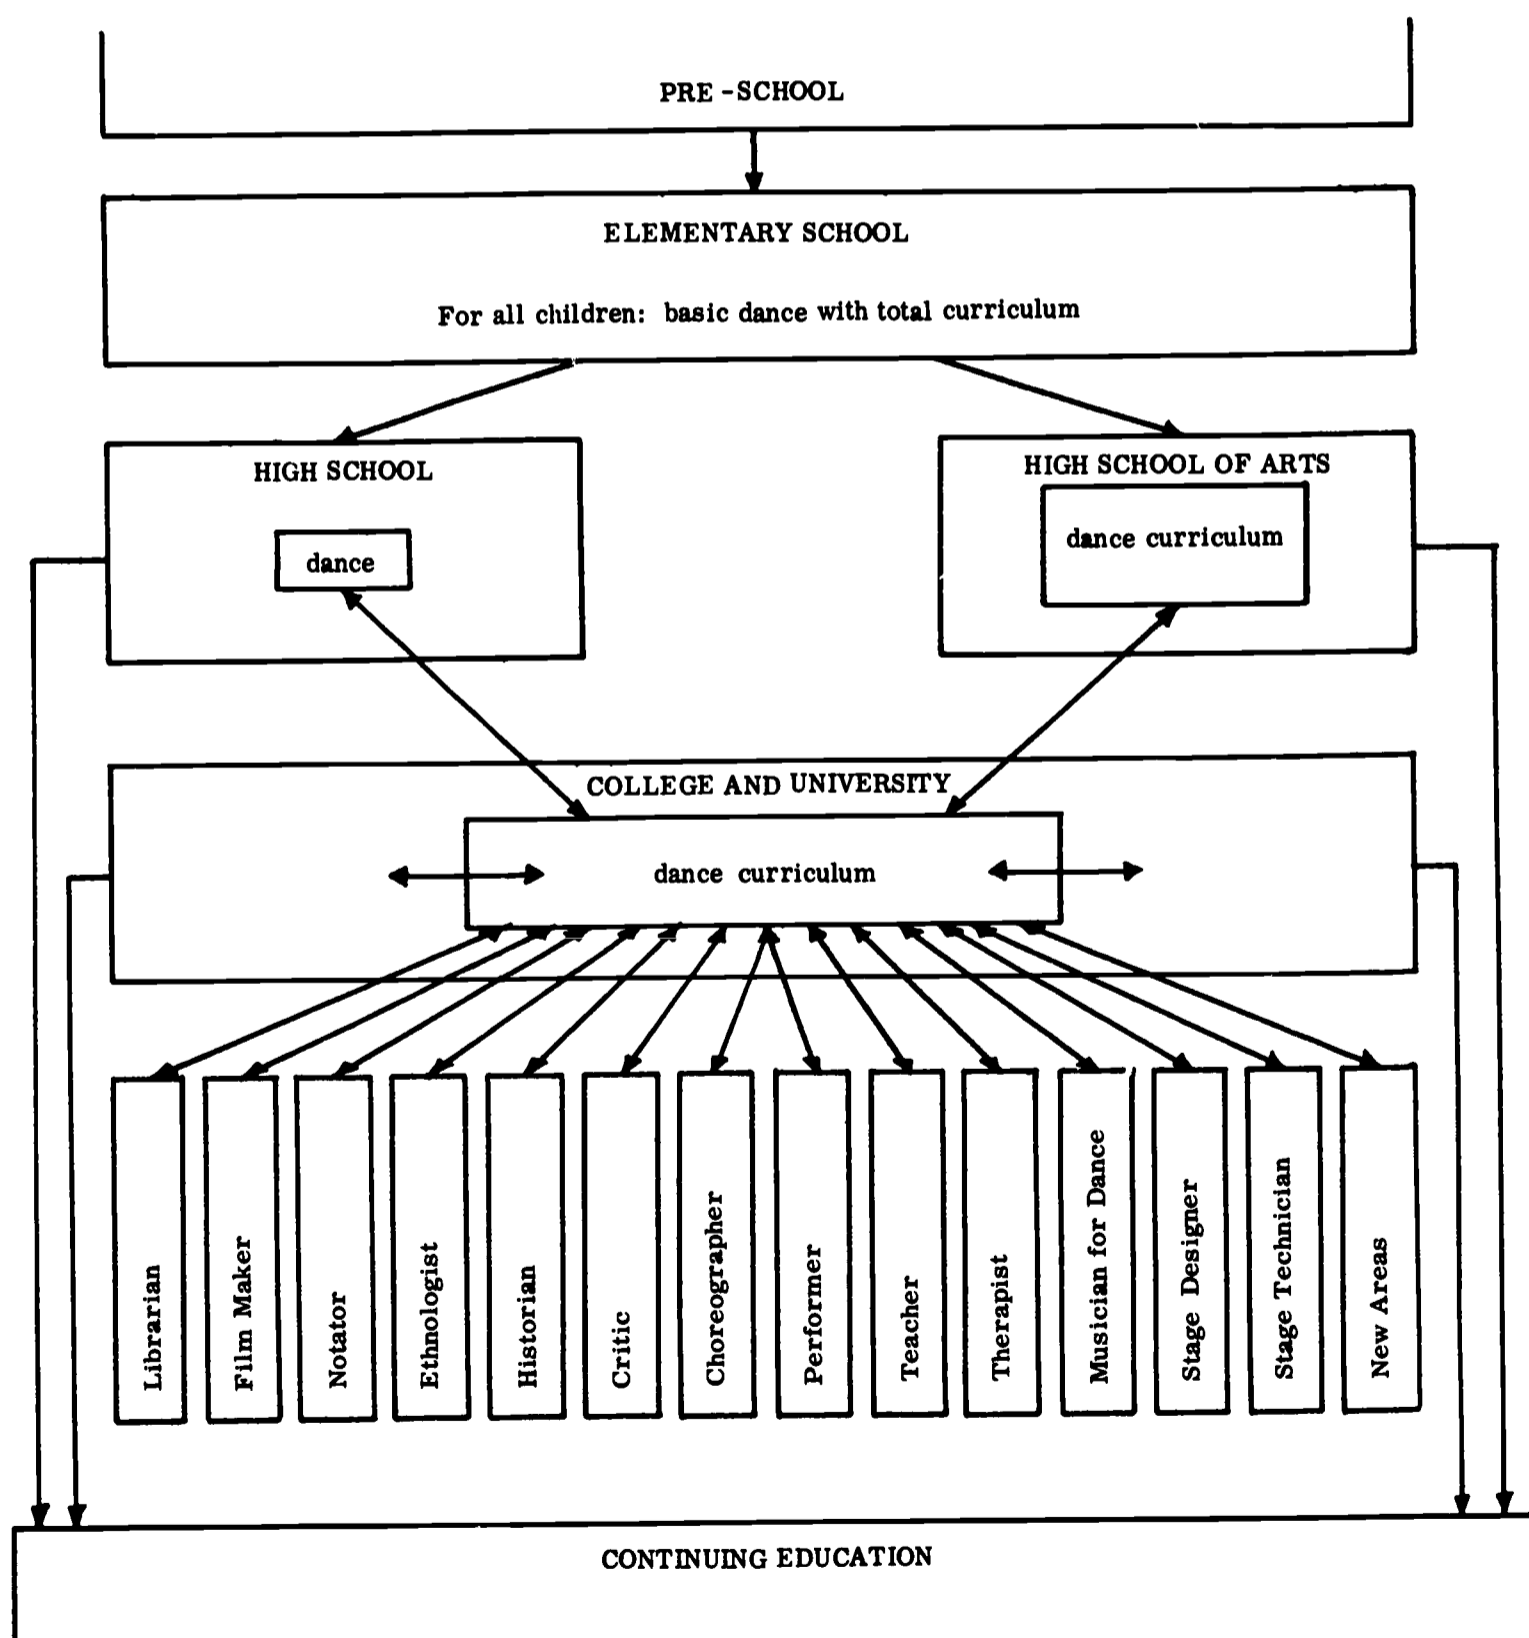 PRE-SCHOOL
ELEMENTARY SCHOOL
For all children: basic dance with total curriculum
HIGH SCHOOL
dance
HIGH SCHOOL OF ARTS
dance curriculum
COLLEGE AND UNIVERSITY
dance curriculum
Librarian
Film Maker
Notator
Ethnologist
Historian
Critic
Choreographer
Performer
Teacher
Therapist
Musician for Dance
Stage Designer
Stage Technician
New Areas
CONTINUING EDUCATION